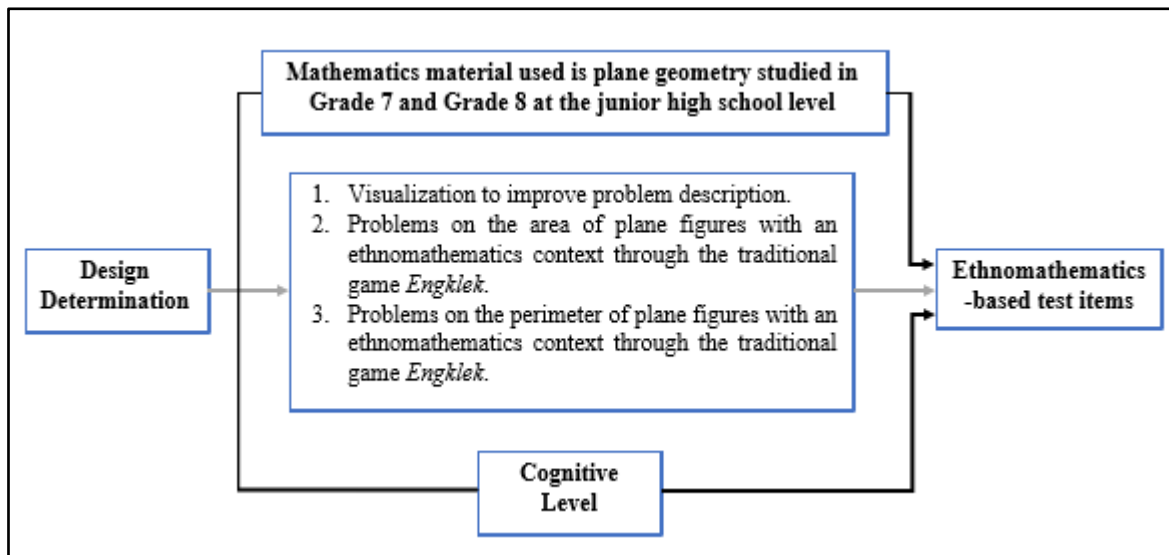 Mathematics material used is plane geometry studied in
Grade 7 and Grade 8 at the junior high school level
1. Visualization to improve problem description.
2. Problems on the area of plane figures with an
ethnomathematics context through the traditional
game Engklek.
3. Problems on the perimeter of plane figures with an
ethnomathematics context through the traditional
game Engklek.
Design
Determination
Ethnomathematics
-based test items
Cognitive
Level